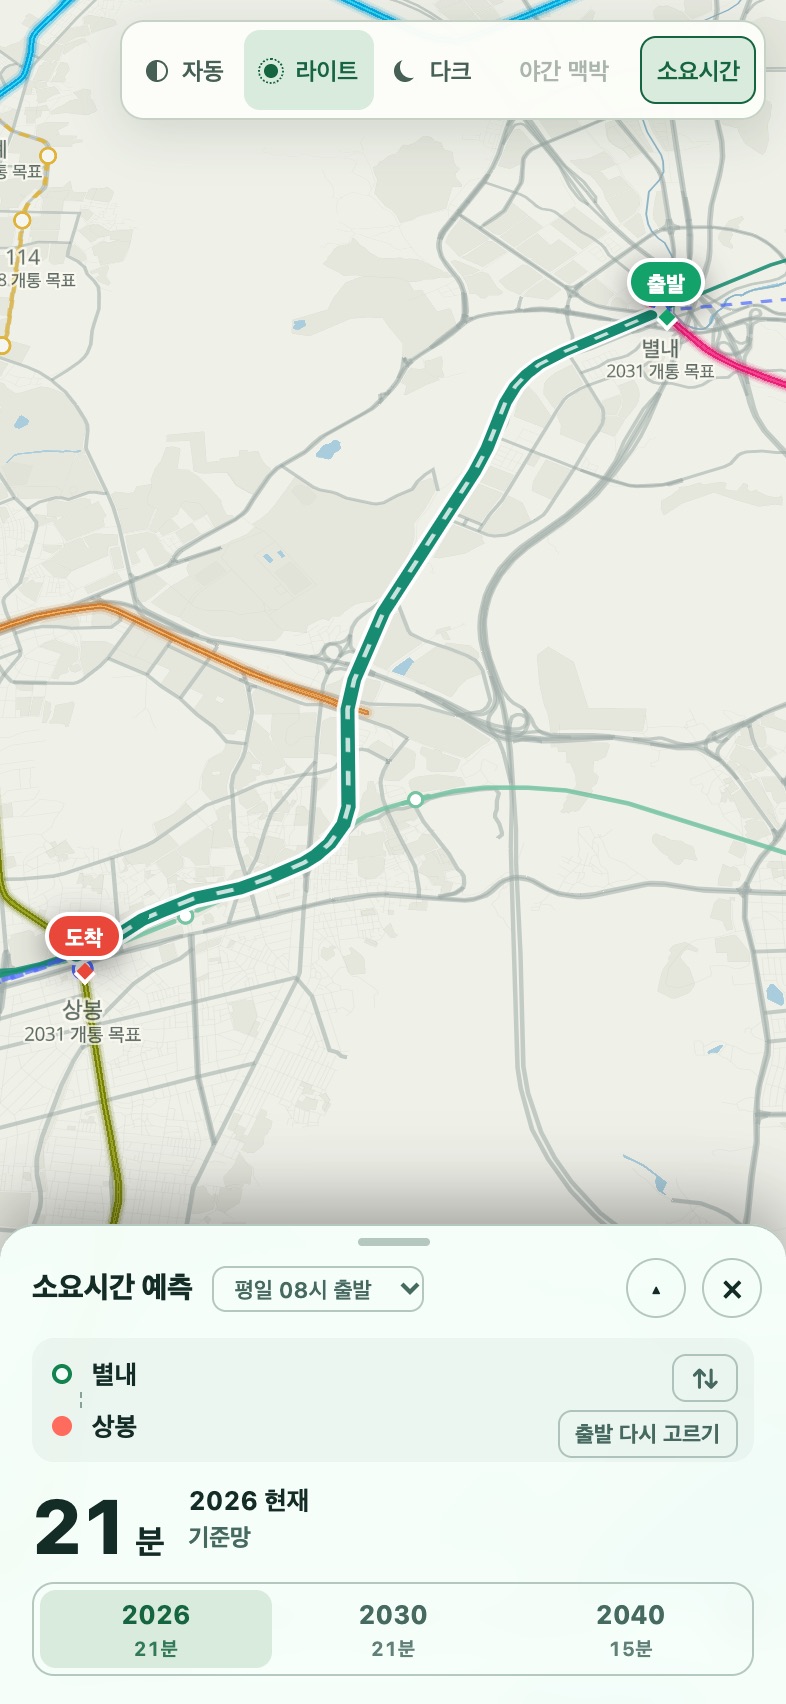 자동
라이트
다크
야간 맥박
소요시간
목표
114
8 개통 목표
출발
별내
2031 개통 목표
도착
상봉
2031 개통 목표
소요시간 예측
평일 08시 출발
별내
상봉
출발 다시 고르기
21 분
2026 현재
기준망
2026
21분
2030
21분
2040
15분